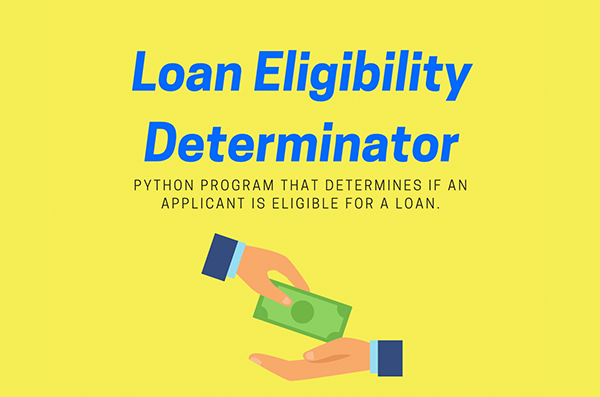 Loan Eligibility
Determinator
PYTHON PROGRAM THAT DETERMINES IF AN
APPLICANT IS ELIGIBLE FOR A LOAN.